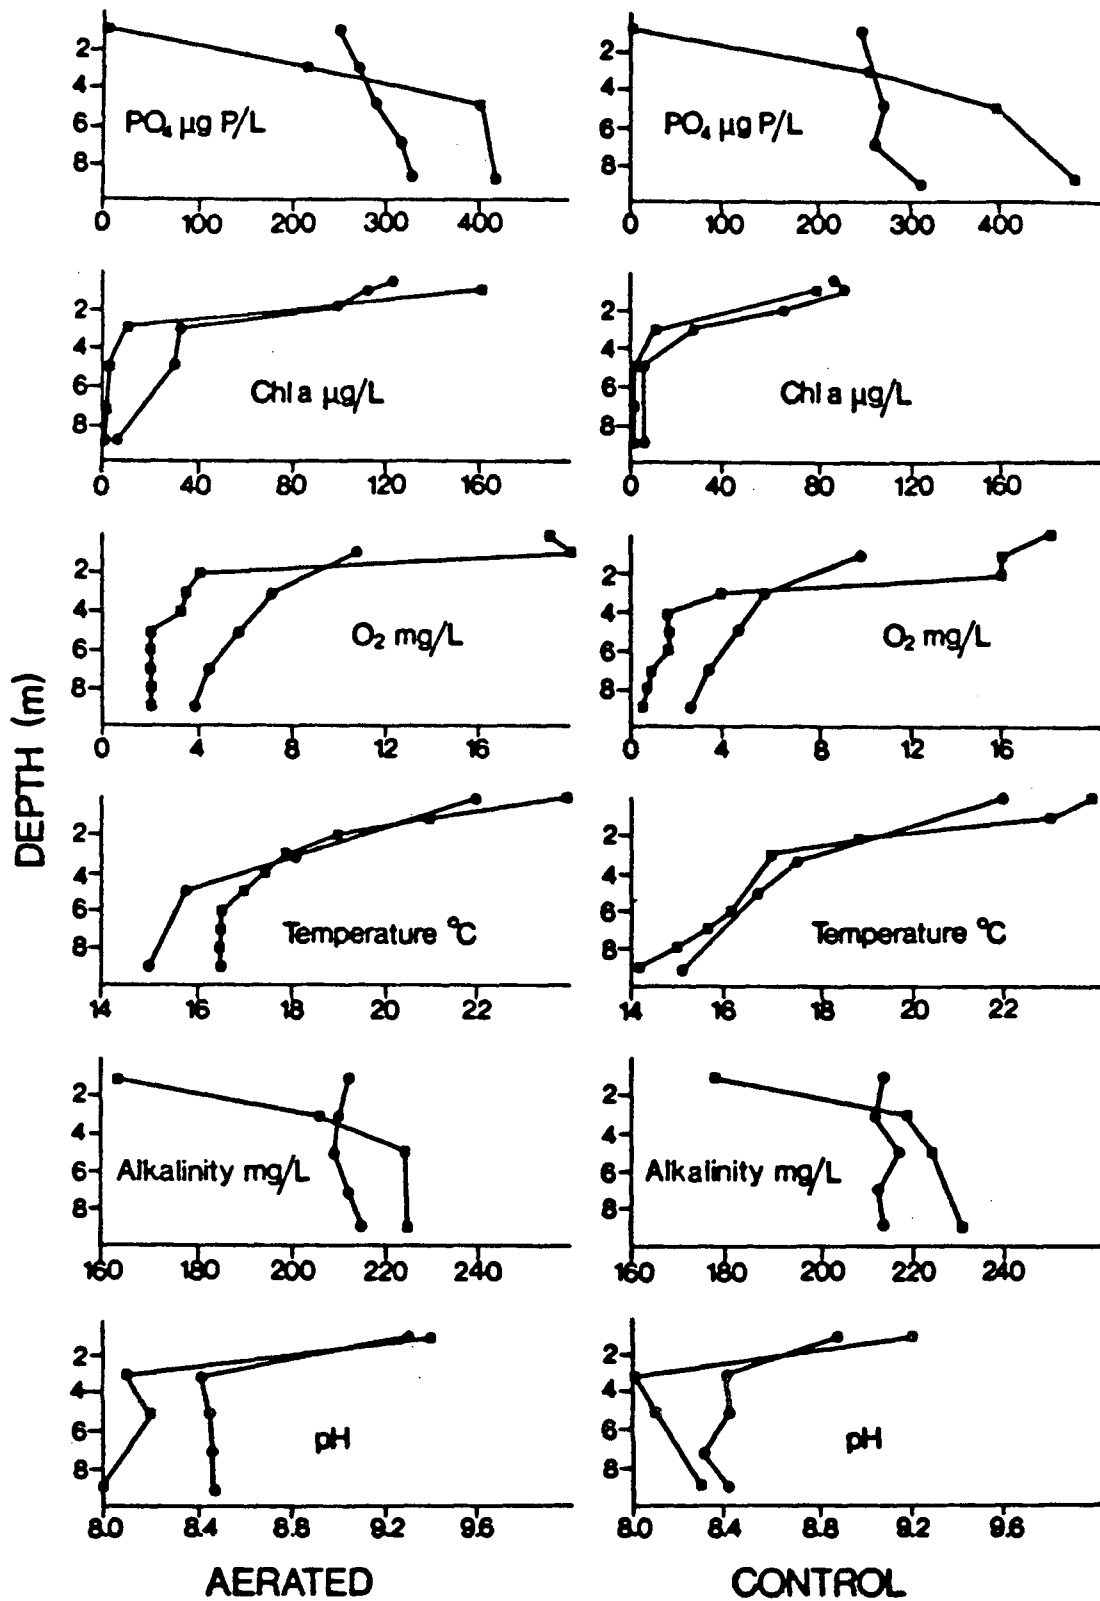 DEPTH (m)
2 4 6 8
PO₄ µg P/L
0 100 200 300 400
2 4 6 8
PO₄ µg P/L
0 100 200 300 400
2 4 6 8
Chl a µg/L
0 40 80 120 160
2 4 6 8
Chl a µg/L
0 40 80 120 160
2 4 6 8
O₂ mg/L
0 4 8 12 16
2 4 6 8
O₂ mg/L
0 4 8 12 16
2 4 6 8
Temperature °C
14 16 18 20 22
2 4 6 8
Temperature °C
14 16 18 20 22
2 4 6 8
Alkalinity mg/L
160 180 200 220 240
2 4 6 8
Alkalinity mg/L
160 180 200 220 240
2 4 6 8
pH
8.0 8.4 8.8 9.2 9.6
2 4 6 8
pH
8.0 8.4 8.8 9.2 9.6
AERATED
CONTROL